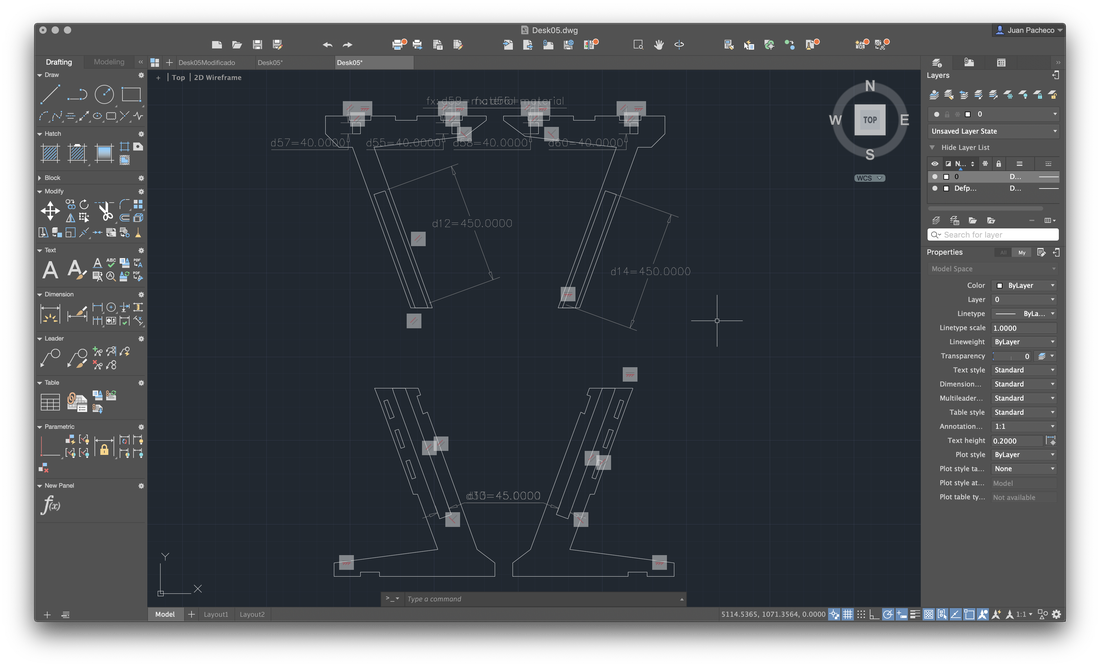 Desk05.dwg
Juan Pacheco
Drafting
Modeling
Desk05Modificado
Desk05*
Desk05*
+ | Top | 2D Wireframe
Draw
Hatch
Block
Modify
Text
A
ABC
Dimension
Leader
Table
Parametric
New Panel
f(x)
d57=40.0000
d55=40.0000
d58=40.0000
d60=40.0000
d12=450.0000
d14=450.0000
=45.0000
N
W
TOP
E
S
WCS
Y
X
Type a command
Model
Layout1
Layout2
5114.5365, 1071.3564, 0.0000
1:1
Layers
0
Unsaved Layer State
Hide Layer List
N...
0
D...
Defp...
D...
Search for layer
Properties
All
My
Model Space
Color
ByLayer
Layer
0
Linetype
ByLa...
Linetype scale
1.0000
Lineweight
ByLayer
Transparency
0
Text style
Standard
Dimension...
Standard
Multileader...
Standard
Table style
Standard
Annotation...
1:1
Text height
0.2000
Plot style
ByLayer
Plot style ta...
None
Plot style at...
Model
Plot table ty...
Not available